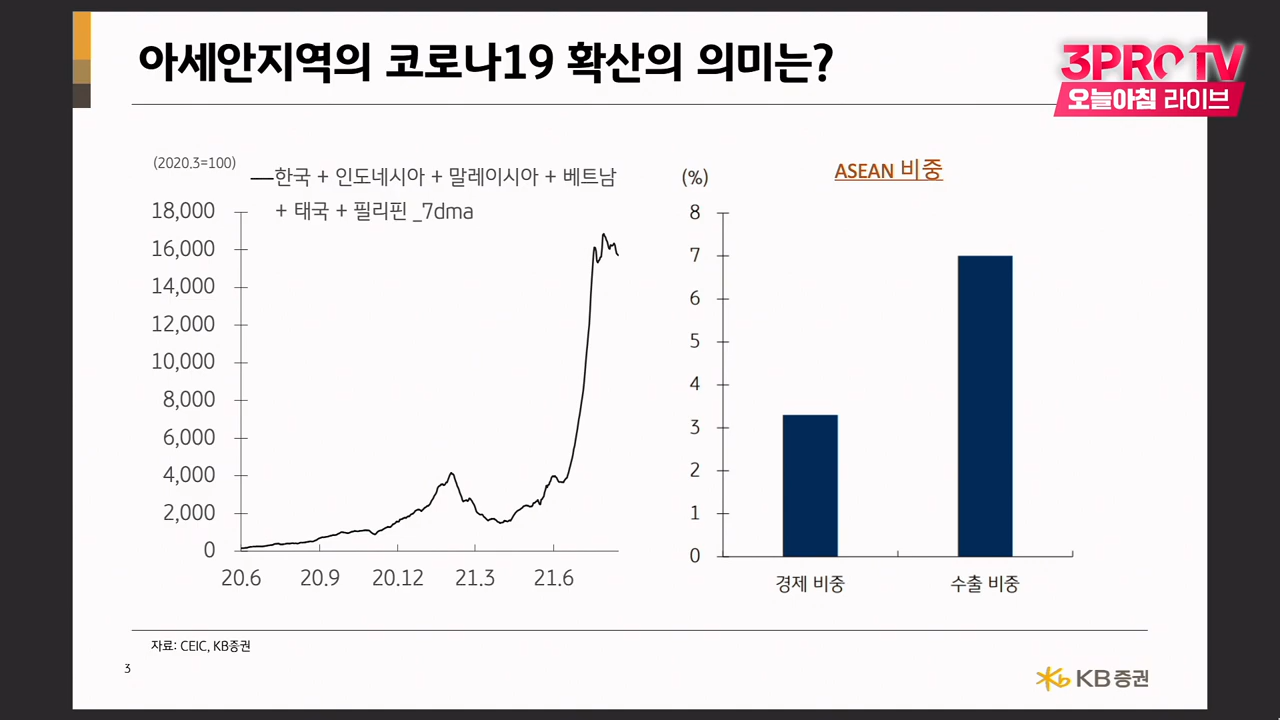 아세안지역의 코로나19 확산의 의미는?
3PRO TV
오늘아침 라이브
(2020.3=100)
한국 + 인도네시아 + 말레이시아 + 베트남
+ 태국 + 필리핀 _7dma
18,000
16,000
14,000
12,000
10,000
8,000
6,000
4,000
2,000
0
20.6 20.9 20.12 21.3 21.6
(%)
ASEAN 비중
8
7
6
5
4
3
2
1
0
경제 비중 수출 비중
자료: CEIC, KB증권
3
KB증권